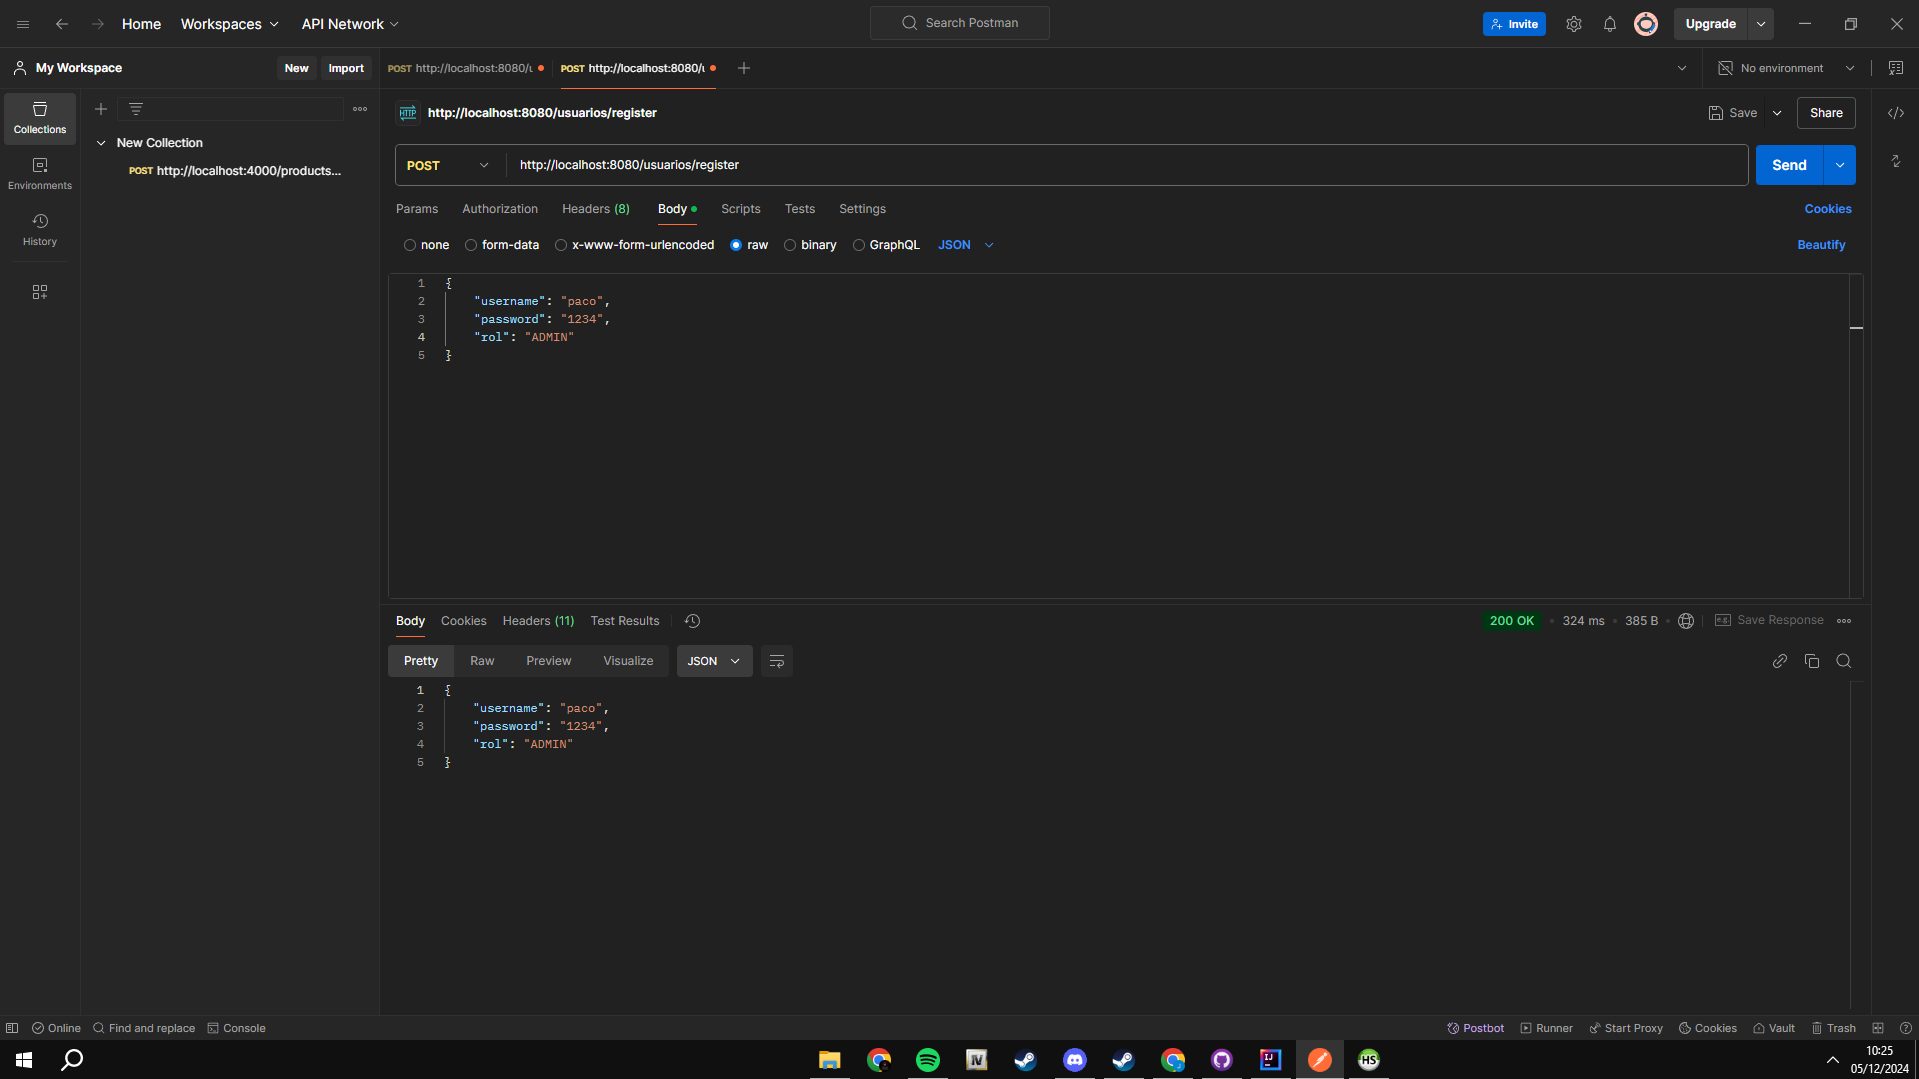 Home Workspaces API Network Search Postman Invite Upgrade
My Workspace New Import POST http://localhost:8080/u POST http://localhost:8080/u No environment
Collections
HTTP http://localhost:8080/usuarios/register Save Share
New Collection
POST http://localhost:4000/products...
POST http://localhost:8080/usuarios/register Send
Environments
Params Authorization Headers (8) Body Scripts Tests Settings Cookies
History
none form-data x-www-form-urlencoded raw binary GraphQL JSON Beautify
1 {
2 "username": "paco",
3 "password": "1234",
4 "rol": "ADMIN"
5 }
Body Cookies Headers (11) Test Results 200 OK • 324 ms • 385 B e.g. Save Response
Pretty Raw Preview Visualize JSON
1 {
2 "username": "paco",
3 "password": "1234",
4 "rol": "ADMIN"
5 }
Online Find and replace Console Postbot Runner Start Proxy Cookies Vault Trash
IV IJ HS
10:25
05/12/2024